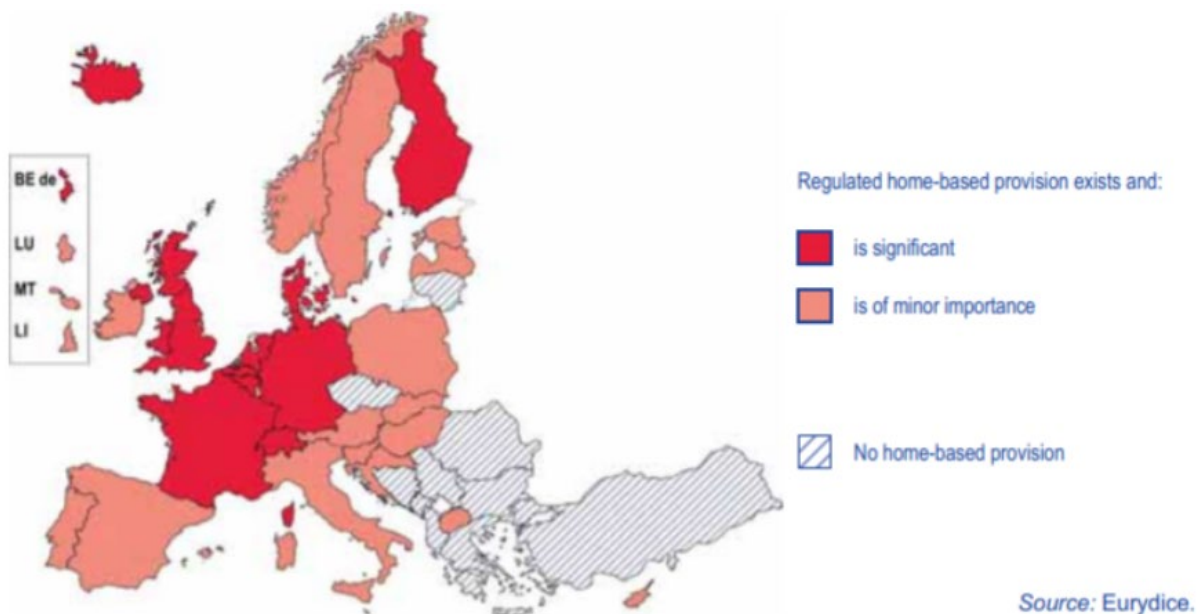 BE de
LU
MT
LI
Regulated home-based provision exists and:
is significant
is of minor importance
No home-based provision
Source: Eurydice.